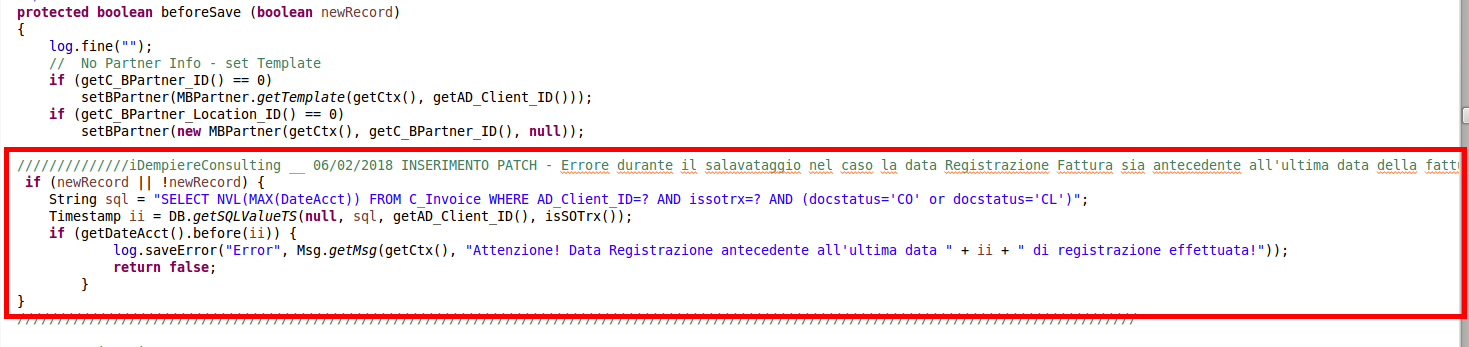 protected boolean beforeSave (boolean newRecord)
{
log.fine("");
// No Partner Info - set Template
if (getC_BPartner_ID() == 0)
setBPartner(MBPartner.getTemplate(getCtx(), getAD_Client_ID()));
if (getC_BPartner_Location_ID() == 0)
setBPartner(new MBPartner(getCtx(), getC_BPartner_ID(), null));
//////////////iDempiereConsulting __ 06/02/2018 INSERIMENTO PATCH - Errore durante il salavataggio nel caso la data Registrazione Fattura sia antecedente all'ultima data della
if (newRecord || !newRecord) {
String sql = "SELECT NVL(MAX(DateAcct)) FROM C_Invoice WHERE AD_Client_ID=? AND issotrx=? AND (docstatus='CO' or docstatus='CL')";
Timestamp ii = DB.getSQLValueTS(null, sql, getAD_Client_ID(), isSOTrx());
if (getDateAcct().before(ii)) {
log.saveError("Error", Msg.getMsg(getCtx(), "Attenzione! Data Registrazione antecedente all'ultima data " + ii + " di registrazione effettuata!"));
return false;
}
}